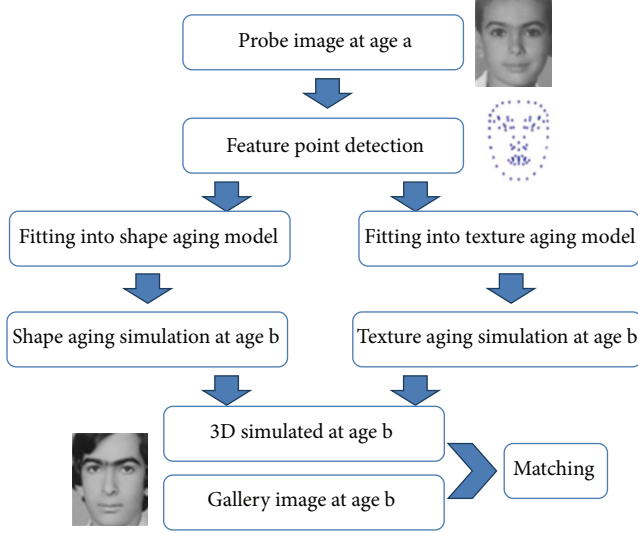 Probe image at age a
Feature point detection
Fitting into shape aging model
Fitting into texture aging model
Shape aging simulation at age b
Texture aging simulation at age b
3D simulated at age b
Gallery image at age b
Matching